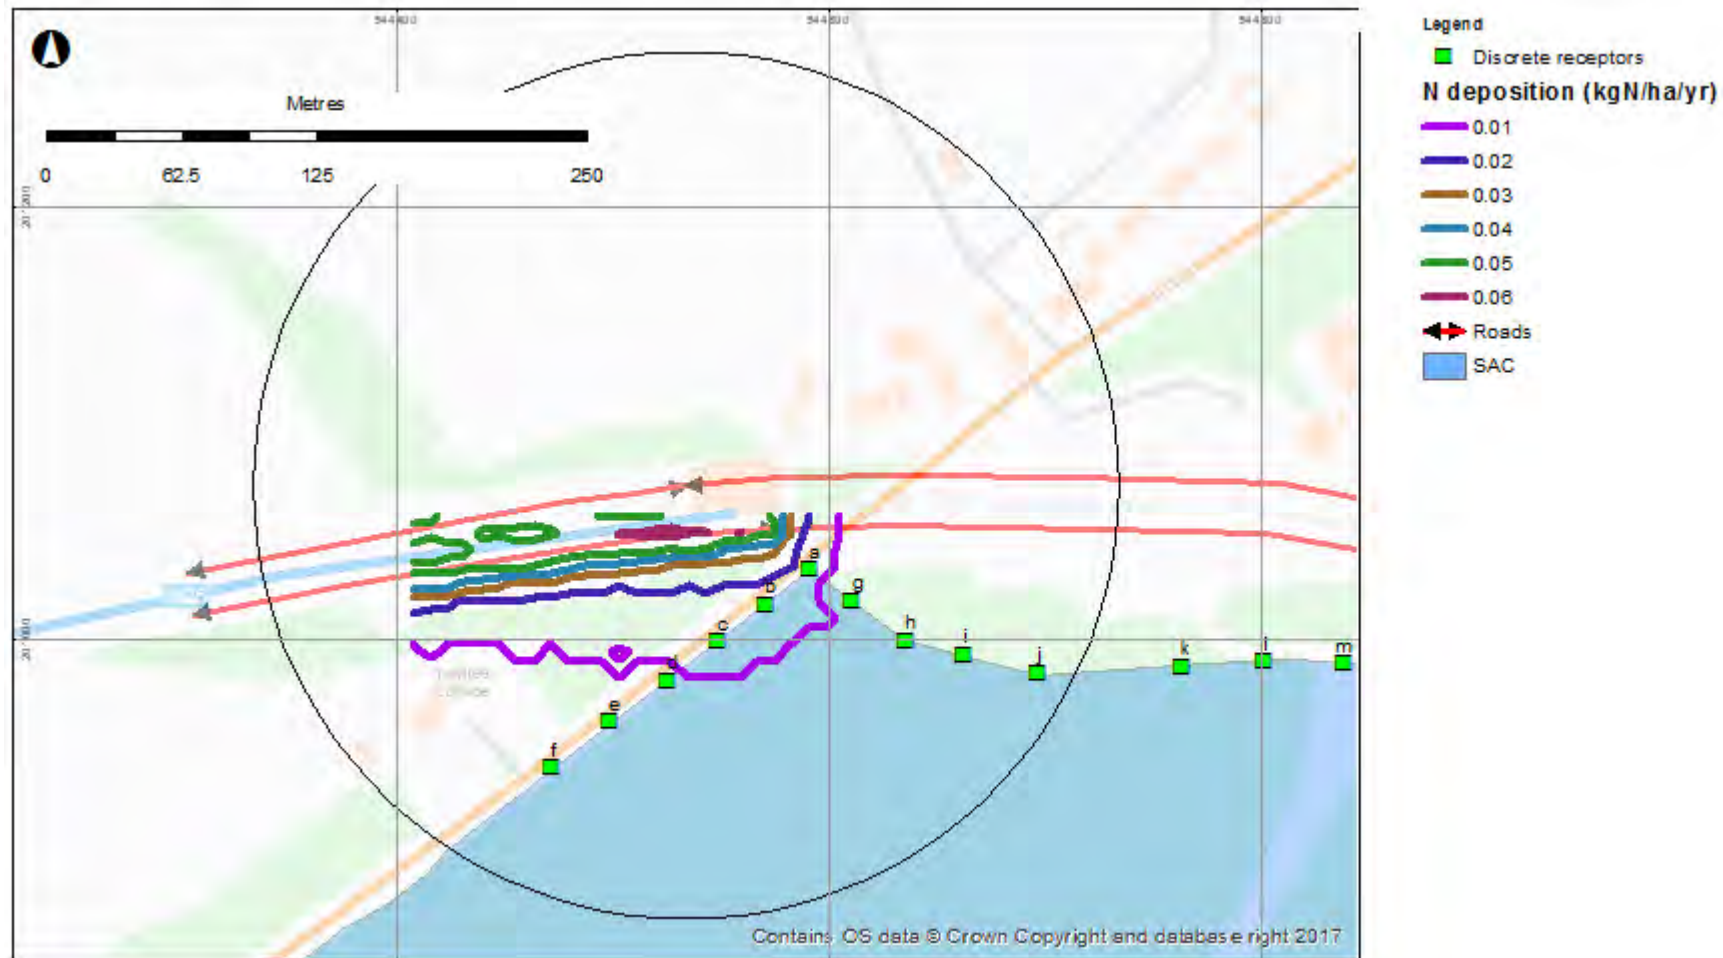 Legend
Discrete receptors
N deposition (kgN/ha/yr)
0.01
0.02
0.03
0.04
0.05
0.06
Roads
SAC
Metres
0 62.5 125 250
a
b
g
c
h
i
d
j
k
l
m
e
f
Contains OS data © Crown Copyright and database right 2017